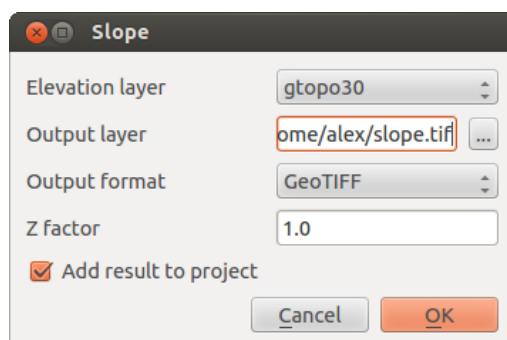 Slope
Elevation layer gtopo30
Output layer ome/alex/slope.tif ...
Output format GeoTIFF
Z factor 1.0
Add result to project
Cancel OK